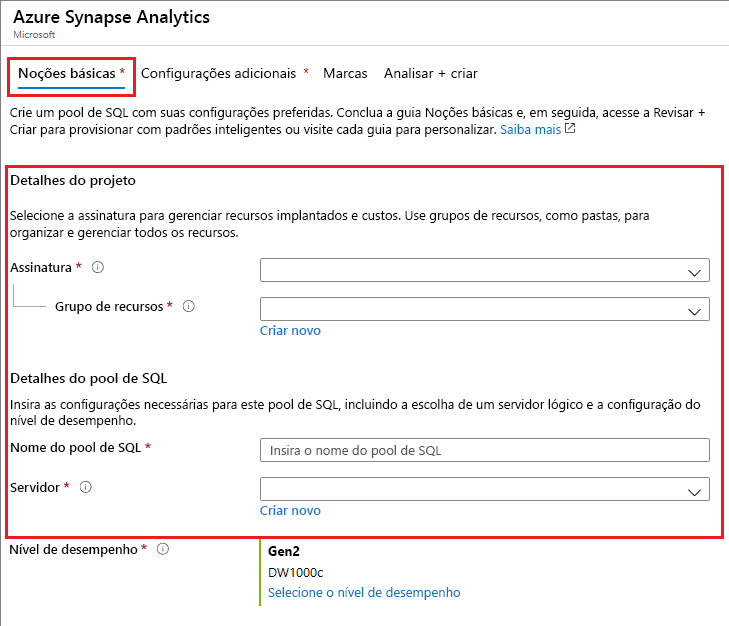 Azure Synapse Analytics
Microsoft
Noções básicas * Configurações adicionais * Marcas Analisar + criar
Crie um pool de SQL com suas configurações preferidas. Conclua a guia Noções básicas e, em seguida, acesse a Revisar +
Criar para provisionar com padrões inteligentes ou visite cada guia para personalizar. Saiba mais
Detalhes do projeto
Selecione a assinatura para gerenciar recursos implantados e custos. Use grupos de recursos, como pastas, para
organizar e gerenciar todos os recursos.
Assinatura *
Grupo de recursos *
Criar novo
Detalhes do pool de SQL
Insira as configurações necessárias para este pool de SQL, incluindo a escolha de um servidor lógico e a configuração do
nível de desempenho.
Nome do pool de SQL * Insira o nome do pool de SQL
Servidor *
Criar novo
Nível de desempenho * Gen2
DW1000c
Selecione o nível de desempenho